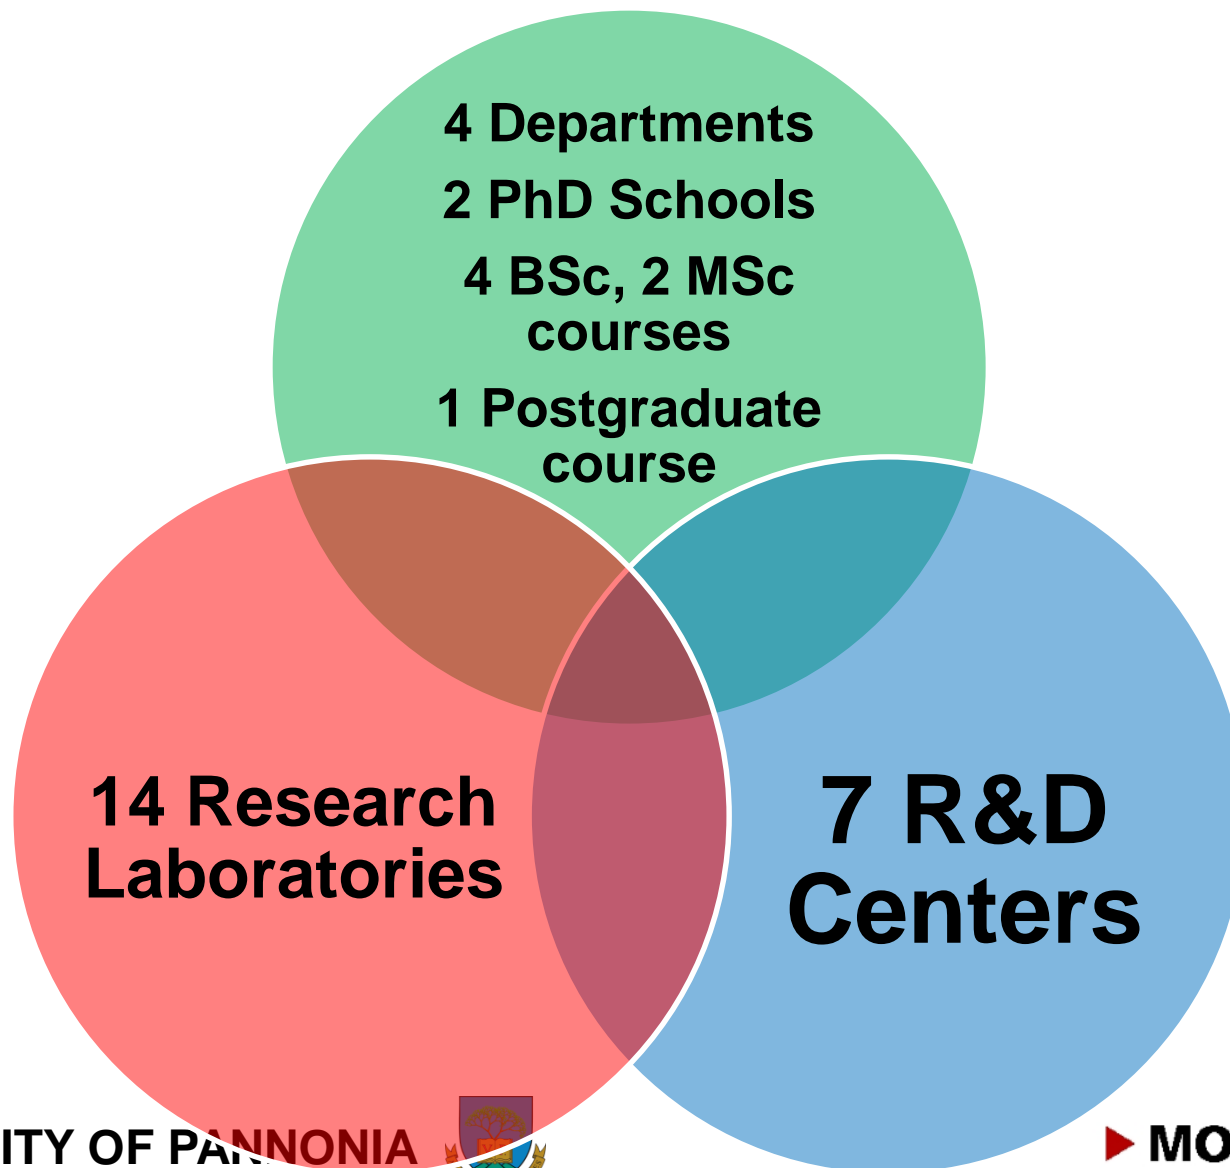 4 Departments
2 PhD Schools
4 BSc, 2 MSc
courses
1 Postgraduate
course
14 Research
Laboratories
7 R&D
Centers
ITY OF PANNONIA
MO